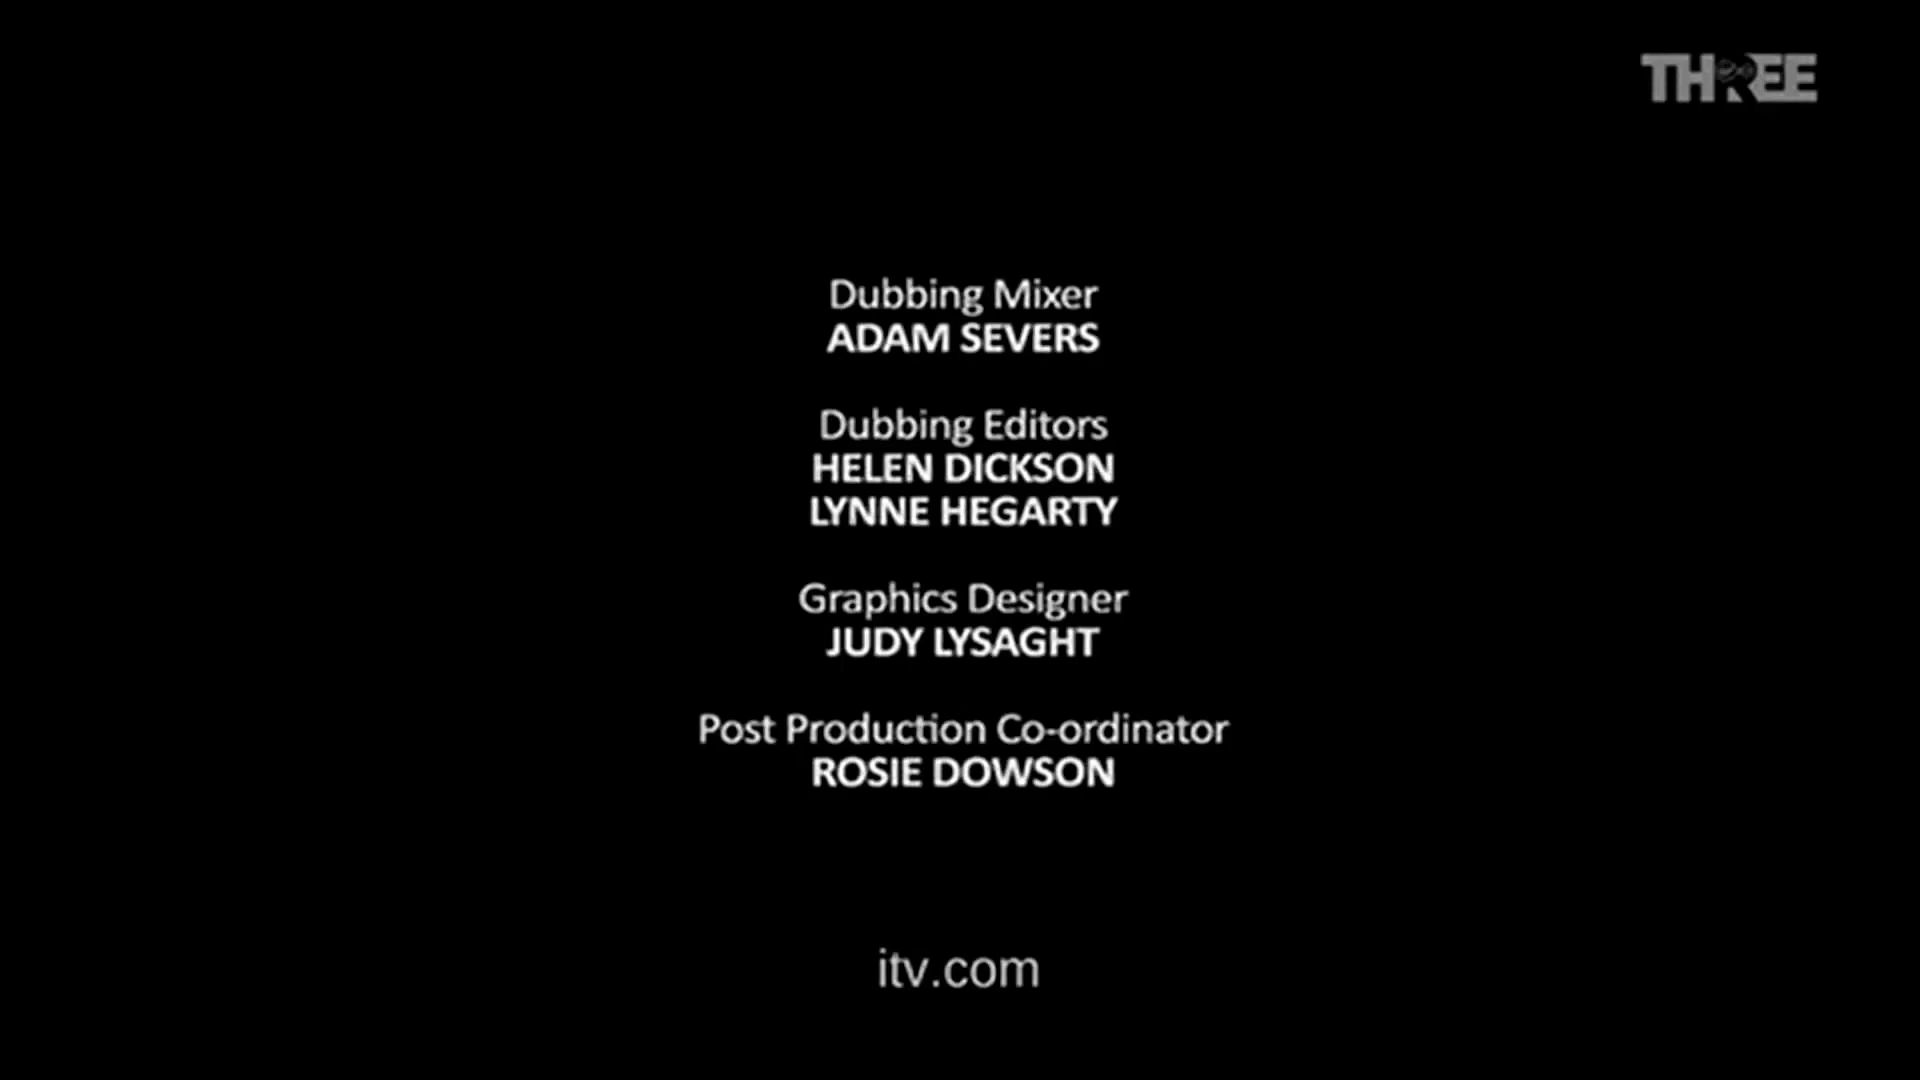 THREE
Dubbing Mixer
ADAM SEVERS
Dubbing Editors
HELEN DICKSON
LYNNE HEGARTY
Graphics Designer
JUDY LYSAGHT
Post Production Co-ordinator
ROSIE DOWSON
itv.com